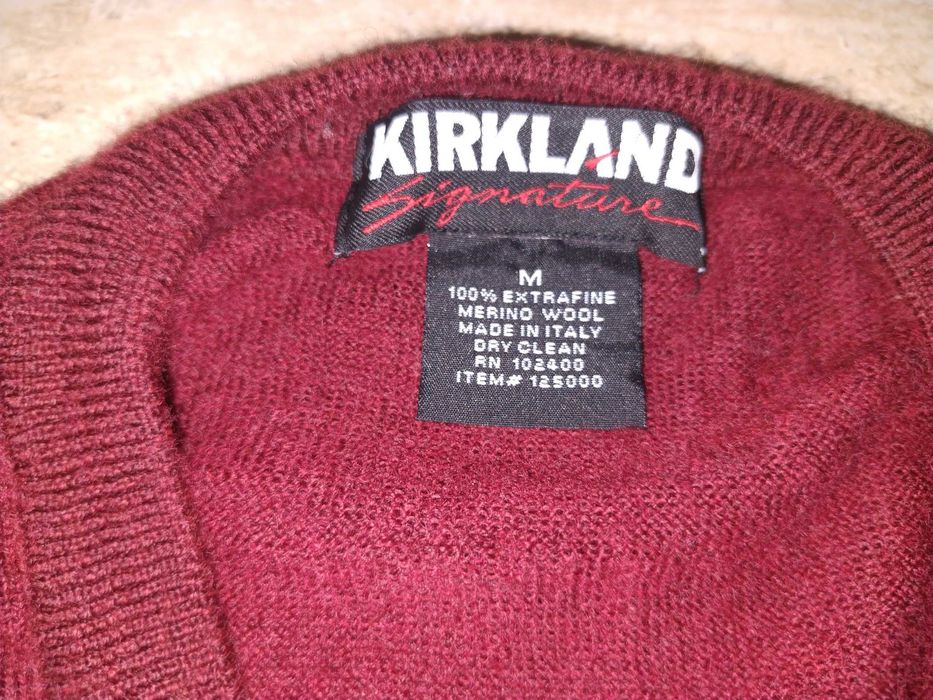 KIRKLAND
Signature
M
100% EXTRAFINE
MERINO WOOL
MADE IN ITALY
DRY CLEAN
RN 102400
ITEM# 125000